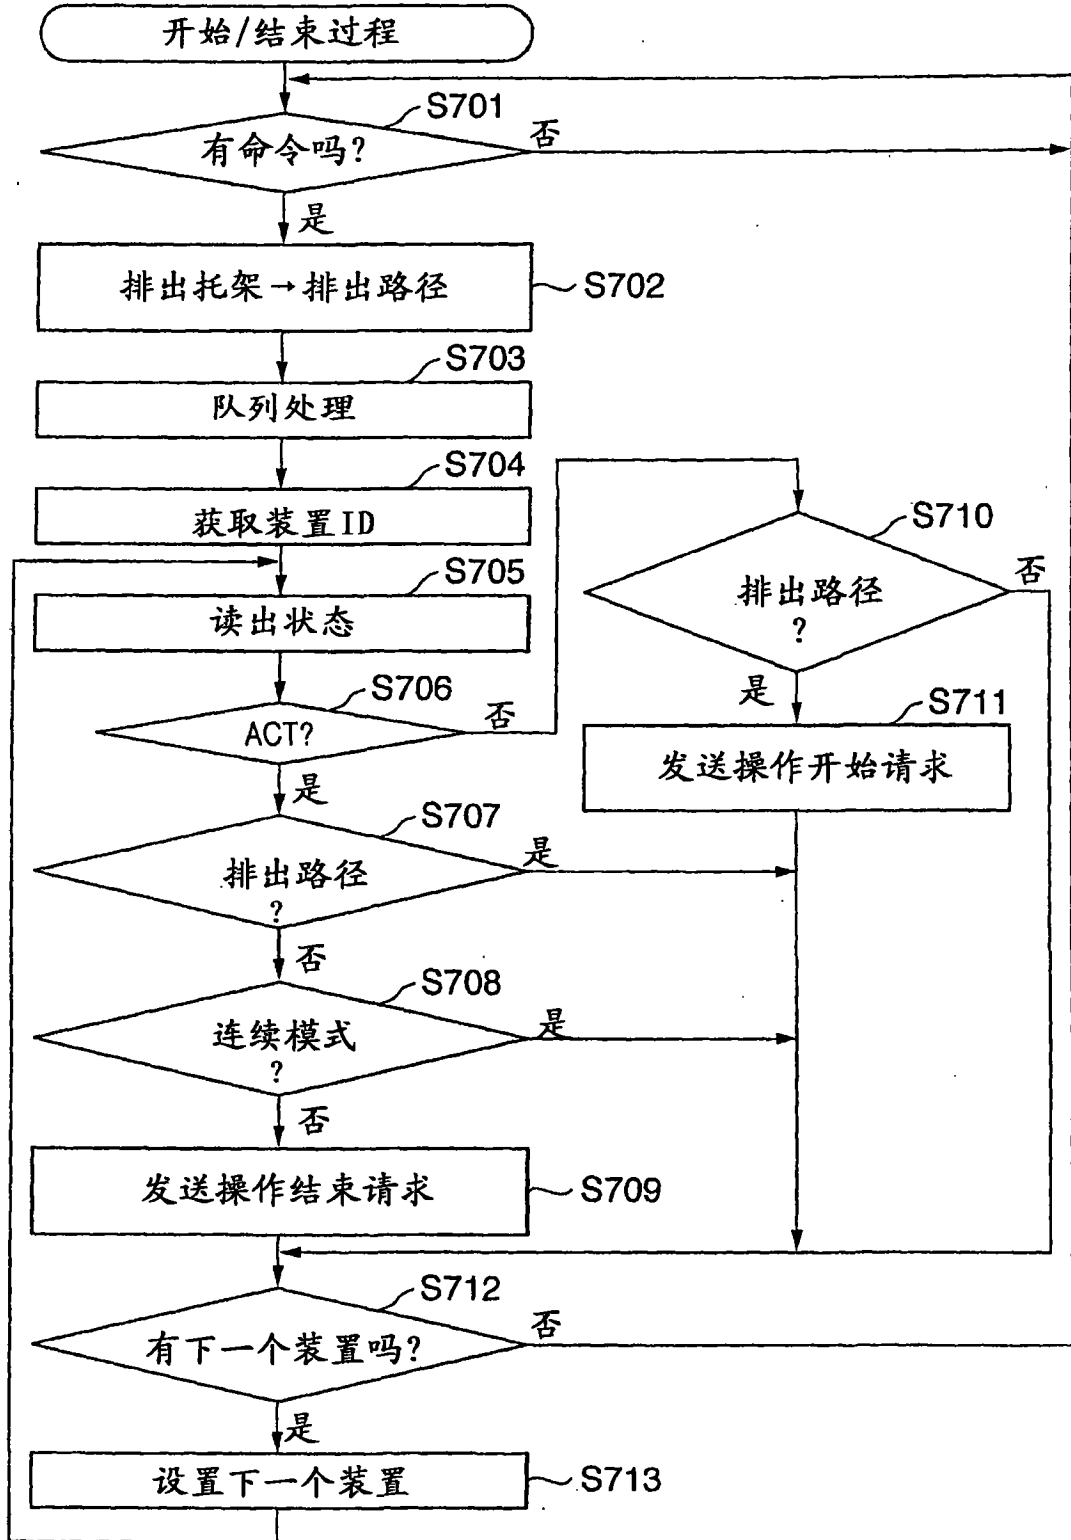 开始/结束过程
S701
有命令吗?
否
是
排出托架→排出路径
S702
S703
队列处理
S704
获取装置ID
S705
读出状态
S706
ACT?
否
是
S710
排出路径
?
否
是
S711
发送操作开始请求
S707
排出路径
?
是
否
S708
连续模式
?
是
否
发送操作结束请求
S709
S712
有下一个装置吗?
否
是
设置下一个装置
S713